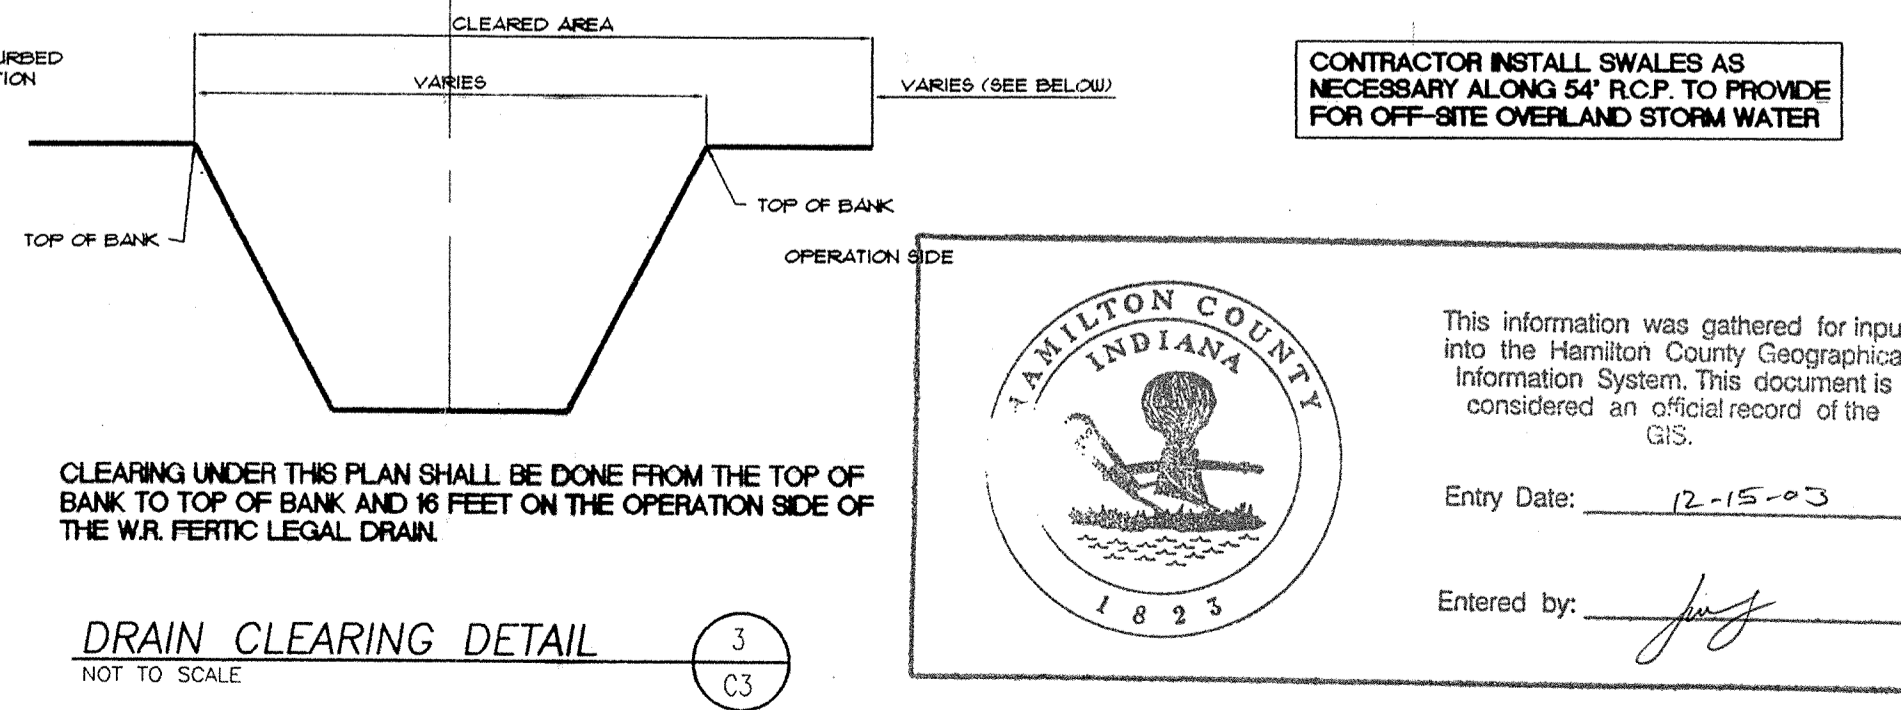 CLEARED AREA
URBED
TION
VARIES
VARIES (SEE BELOW)
TOP OF BANK
TOP OF BANK
OPERATION SIDE
CLEARING UNDER THIS PLAN SHALL BE DONE FROM THE TOP OF
BANK TO TOP OF BANK AND 16 FEET ON THE OPERATION SIDE OF
THE W.R. FERTIC LEGAL DRAIN.
DRAIN CLEARING DETAIL
NOT TO SCALE
3
C3
CONTRACTOR INSTALL SWALES AS
NECESSARY ALONG 54" R.C.P. TO PROVIDE
FOR OFF-SITE OVERLAND STORM WATER
HAMILTON COUNTY
INDIANA
1823
This information was gathered for inpu
into the Hamilton County Geographica
Information System. This document is
considered an official record of the
GIS.
Entry Date: 12-15-03
Entered by: